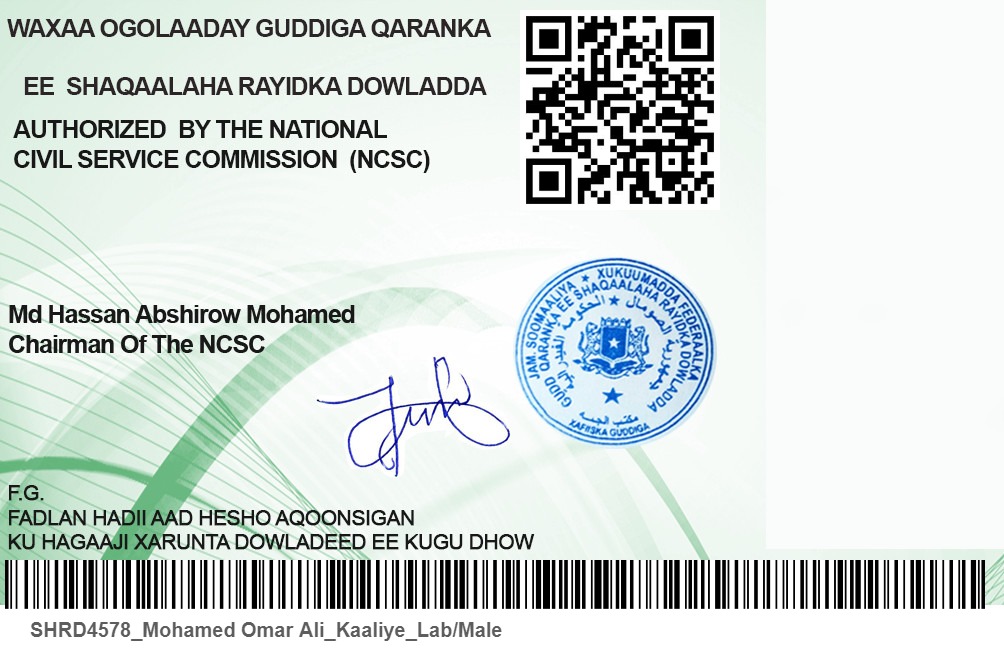 WAXAA OGOLAADAY GUDDIGA QARANKA
EE SHAQAALAHA RAYIDKA DOWLADDA
AUTHORIZED BY THE NATIONAL
CIVIL SERVICE COMMISSION (NCSC)
Md Hassan Abshirow Mohamed
Chairman Of The NCSC
JAM. SOOMAALIYA ★ XUKUUMADDA FEDERAALKA
GUDD QARANKA EE SHAQAALAHA RAYIDKA DOWLADDA
مكتب
XAFIISKA GUDDIGA
F.G.
FADLAN HADII AAD HESHO AQOONSIGAN
KU HAGAAJI XARUNTA DOWLADEED EE KUGU DHOW
SHRD4578_Mohamed Omar Ali_Kaaliye_Lab/Male